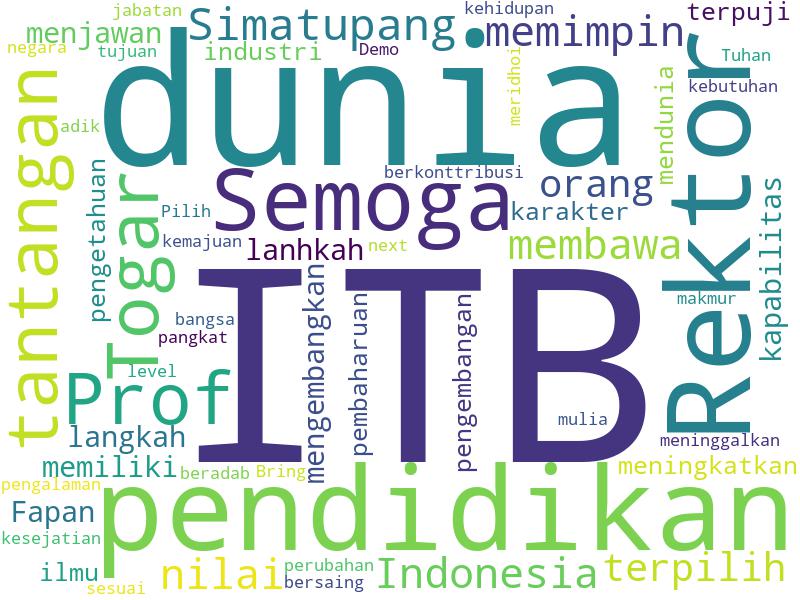 jabatan
Simatupang.
kehidupan
terpuji
menjawan
memimpin
negara
tujuan
industri
Demo
Tuhan
dunia
meridhoi
mendunia
kebutuhan
Rektor
tantangan
adik
pengetahuan
Togar
berkonttribusi
Semoga
orang
Pilih
karakter
kapabilitas
kemajuan
lanhkah
next
membawa
ITB
mengembangkan
pembaharuan
pengembangan
makmur
bangsa
pangkat
level
Prof
mulia
langkah
meninggalkan
memiliki
beradab
Bring
meningkatkan
pengalaman
pendidikan
Fapan
kesejatian
ilmu
nilai
perubahan
Indonesia
terpilih
sesuai
bersaing